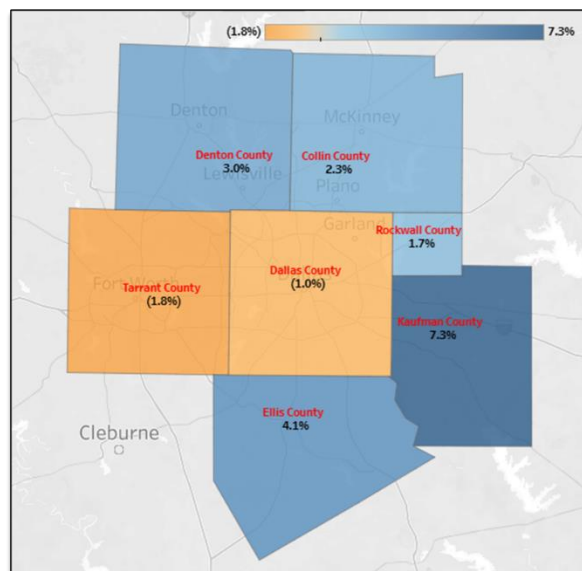 (1.8%)
7.3%
Denton
McKinney
Denton County
3.0%
Collin County
2.3%
Lewisville
Plano
Garland
Rockwall County
1.7%
Dallas County
(1.0%)
Fort Worth
Tarrant County
(1.8%)
Kaufman County
7.3%
Ellis County
4.1%
Cleburne